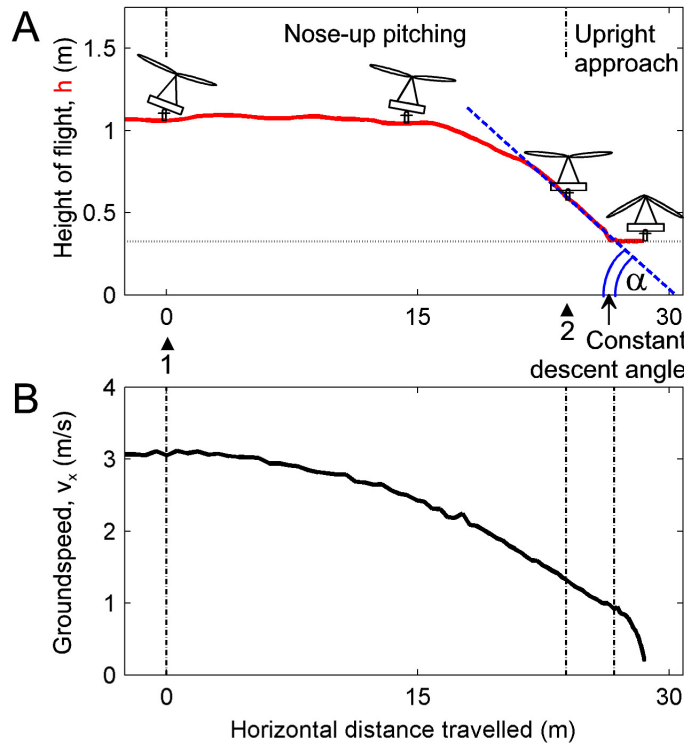 A
Nose-up pitching
Upright
approach
Height of flight, h (m)
1.5
1
0.5
0
α
0
15
30
1
2
Constant
descent angle
B
Groundspeed, vx (m/s)
4
3
2
1
0
0
15
30
Horizontal distance travelled (m)